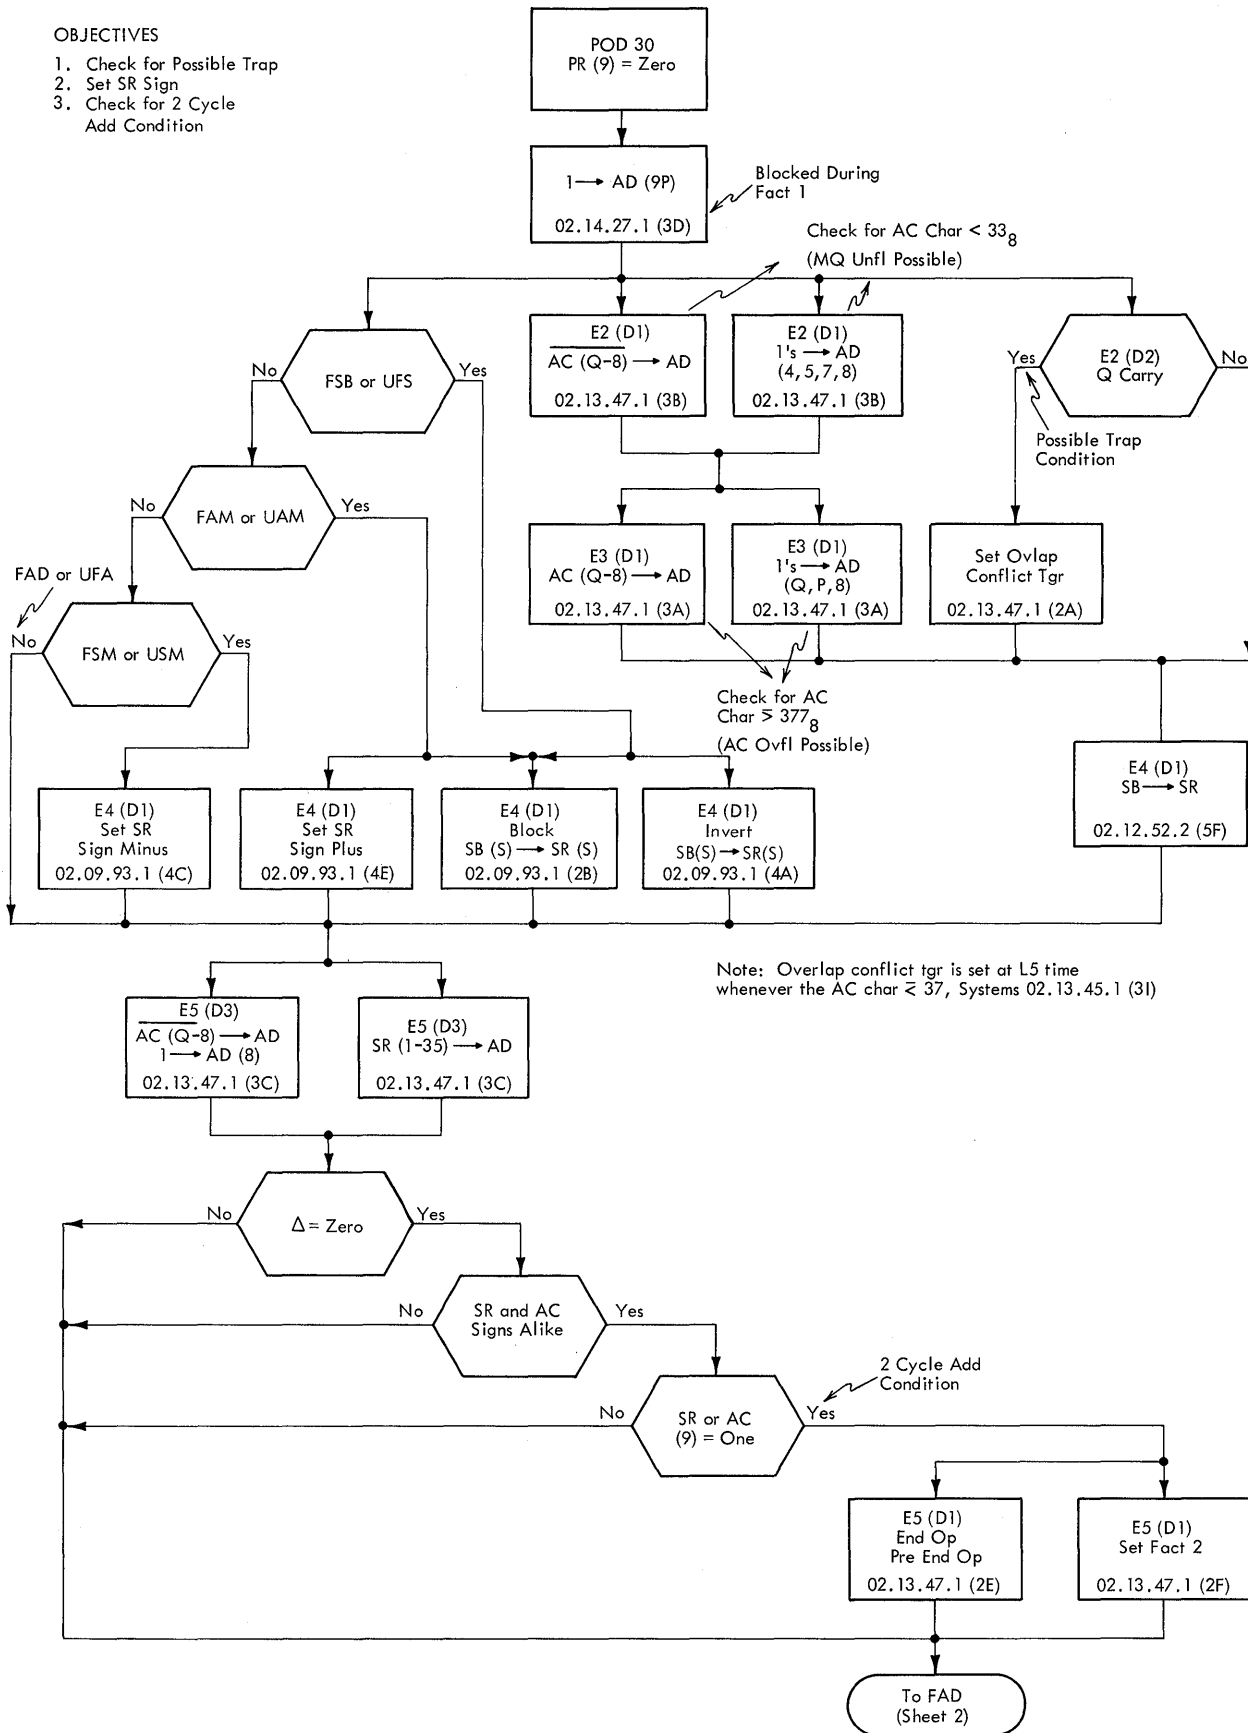 OBJECTIVES
1. Check for Possible Trap
2. Set SR Sign
3. Check for 2 Cycle
Add Condition
POD 30
PR (9) = Zero
1 → AD (9P)
02.14.27.1 (3D)
Blocked During
Fact 1
Check for AC Char < 33₈
(MQ Unfl Possible)
FSB or UFS
No
Yes
E2 (D1)
A̅C̅ ̅(̅Q̅-̅8̅)̅ → AD
02.13.47.1 (3B)
E2 (D1)
1's → AD
(4,5,7,8)
02.13.47.1 (3B)
Yes
E2 (D2)
Q Carry
No
Possible Trap
Condition
FAM or UAM
No
Yes
E3 (D1)
AC (Q-8) → AD
02.13.47.1 (3A)
E3 (D1)
1's → AD
(Q,P,8)
02.13.47.1 (3A)
Set Ovlap
Conflict Tgr
02.13.47.1 (2A)
FAD or UFA
No
FSM or USM
Yes
Check for AC
Char >̅ 377₈
(AC Ovfl Possible)
E4 (D1)
Set SR
Sign Minus
02.09.93.1 (4C)
E4 (D1)
Set SR
Sign Plus
02.09.93.1 (4E)
E4 (D1)
Block
SB (S) → SR (S)
02.09.93.1 (2B)
E4 (D1)
Invert
SB(S) → SR(S)
02.09.93.1 (4A)
E4 (D1)
SB → SR
02.12.52.2 (5F)
Note: Overlap conflict tgr is set at L5 time
whenever the AC char <̅ 37, Systems 02.13.45.1 (3I)
E5 (D3)
A̅C̅ ̅(̅Q̅-8) → AD
1 → AD (8)
02.13.47.1 (3C)
E5 (D3)
SR (1-35) → AD
02.13.47.1 (3C)
No
Δ = Zero
Yes
No
SR and AC
Signs Alike
Yes
2 Cycle Add
Condition
No
SR or AC
(9) = One
Yes
E5 (D1)
End Op
Pre End Op
02.13.47.1 (2E)
E5 (D1)
Set Fact 2
02.13.47.1 (2F)
To FAD
(Sheet 2)